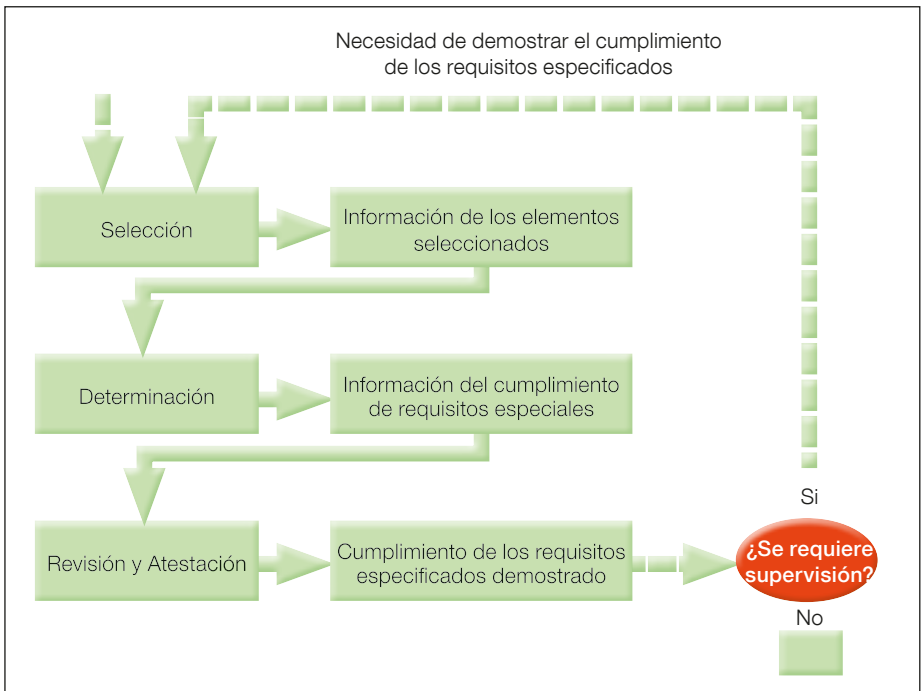 Necesidad de demostrar el cumplimiento
de los requisitos especificados
Selección
Información de los elementos
seleccionados
Determinación
Información del cumplimiento
de requisitos especiales
Revisión y Atestación
Cumplimiento de los requisitos
especificados demostrado
Si
¿Se requiere
supervisión?
No